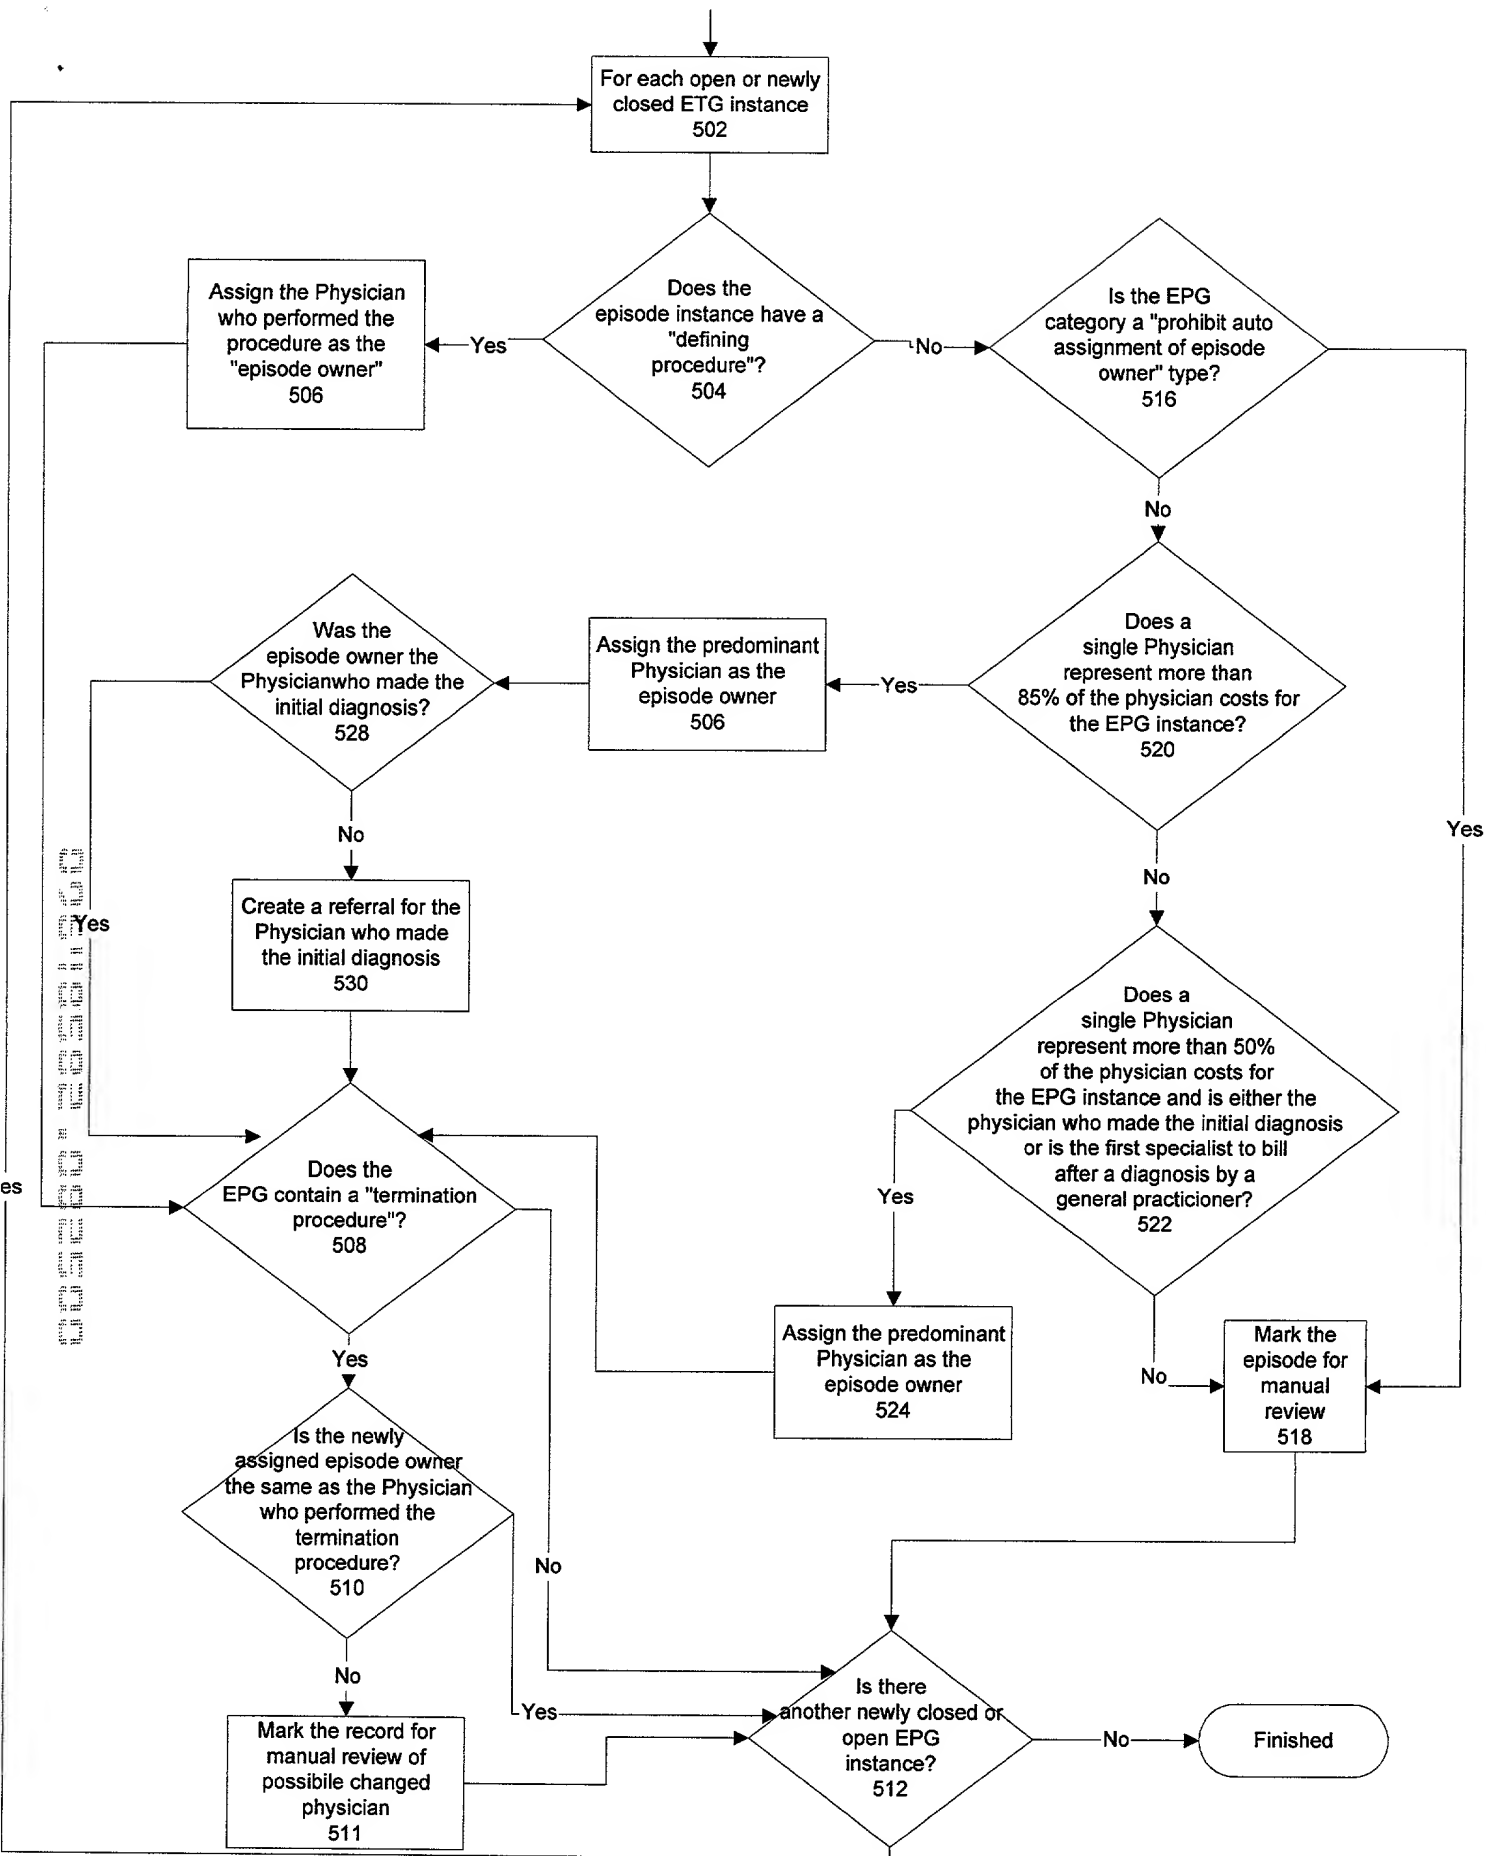 For each open or newly
closed ETG instance
502
Does the
episode instance have a
"defining
procedure"?
504
Yes
No
Assign the Physician
who performed the
procedure as the
"episode owner"
506
Is the EPG
category a "prohibit auto
assignment of episode
owner" type?
516
No
Yes
Does a
single Physician
represent more than
85% of the physician costs for
the EPG instance?
520
Yes
No
Assign the predominant
Physician as the
episode owner
506
Was the
episode owner the
Physicianwho made the
initial diagnosis?
528
Yes
No
Create a referral for the
Physician who made
the initial diagnosis
530
Does a
single Physician
represent more than 50%
of the physician costs for
the EPG instance and is either the
physician who made the initial diagnosis
or is the first specialist to bill
after a diagnosis by a
general practicioner?
522
Yes
No
Assign the predominant
Physician as the
episode owner
524
Mark the
episode for
manual
review
518
Does the
EPG contain a "termination
procedure"?
508
Yes
No
Is the newly
assigned episode owner
the same as the Physician
who performed the
termination
procedure?
510
No
Yes
Mark the record for
manual review of
possibile changed
physician
511
Is there
another newly closed or
open EPG
instance?
512
No
Finished
es